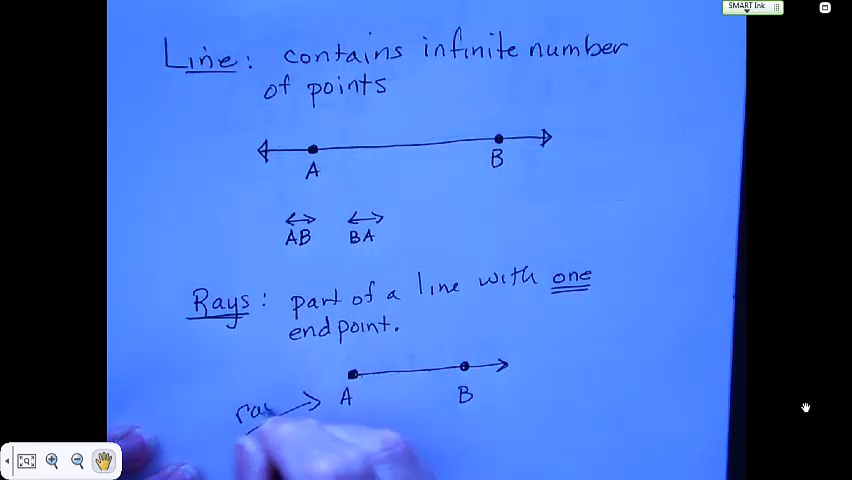 SMART Ink
Line: contains infinite number
of points
A B
AB BA
Rays: part of a line with one
endpoint.
A B